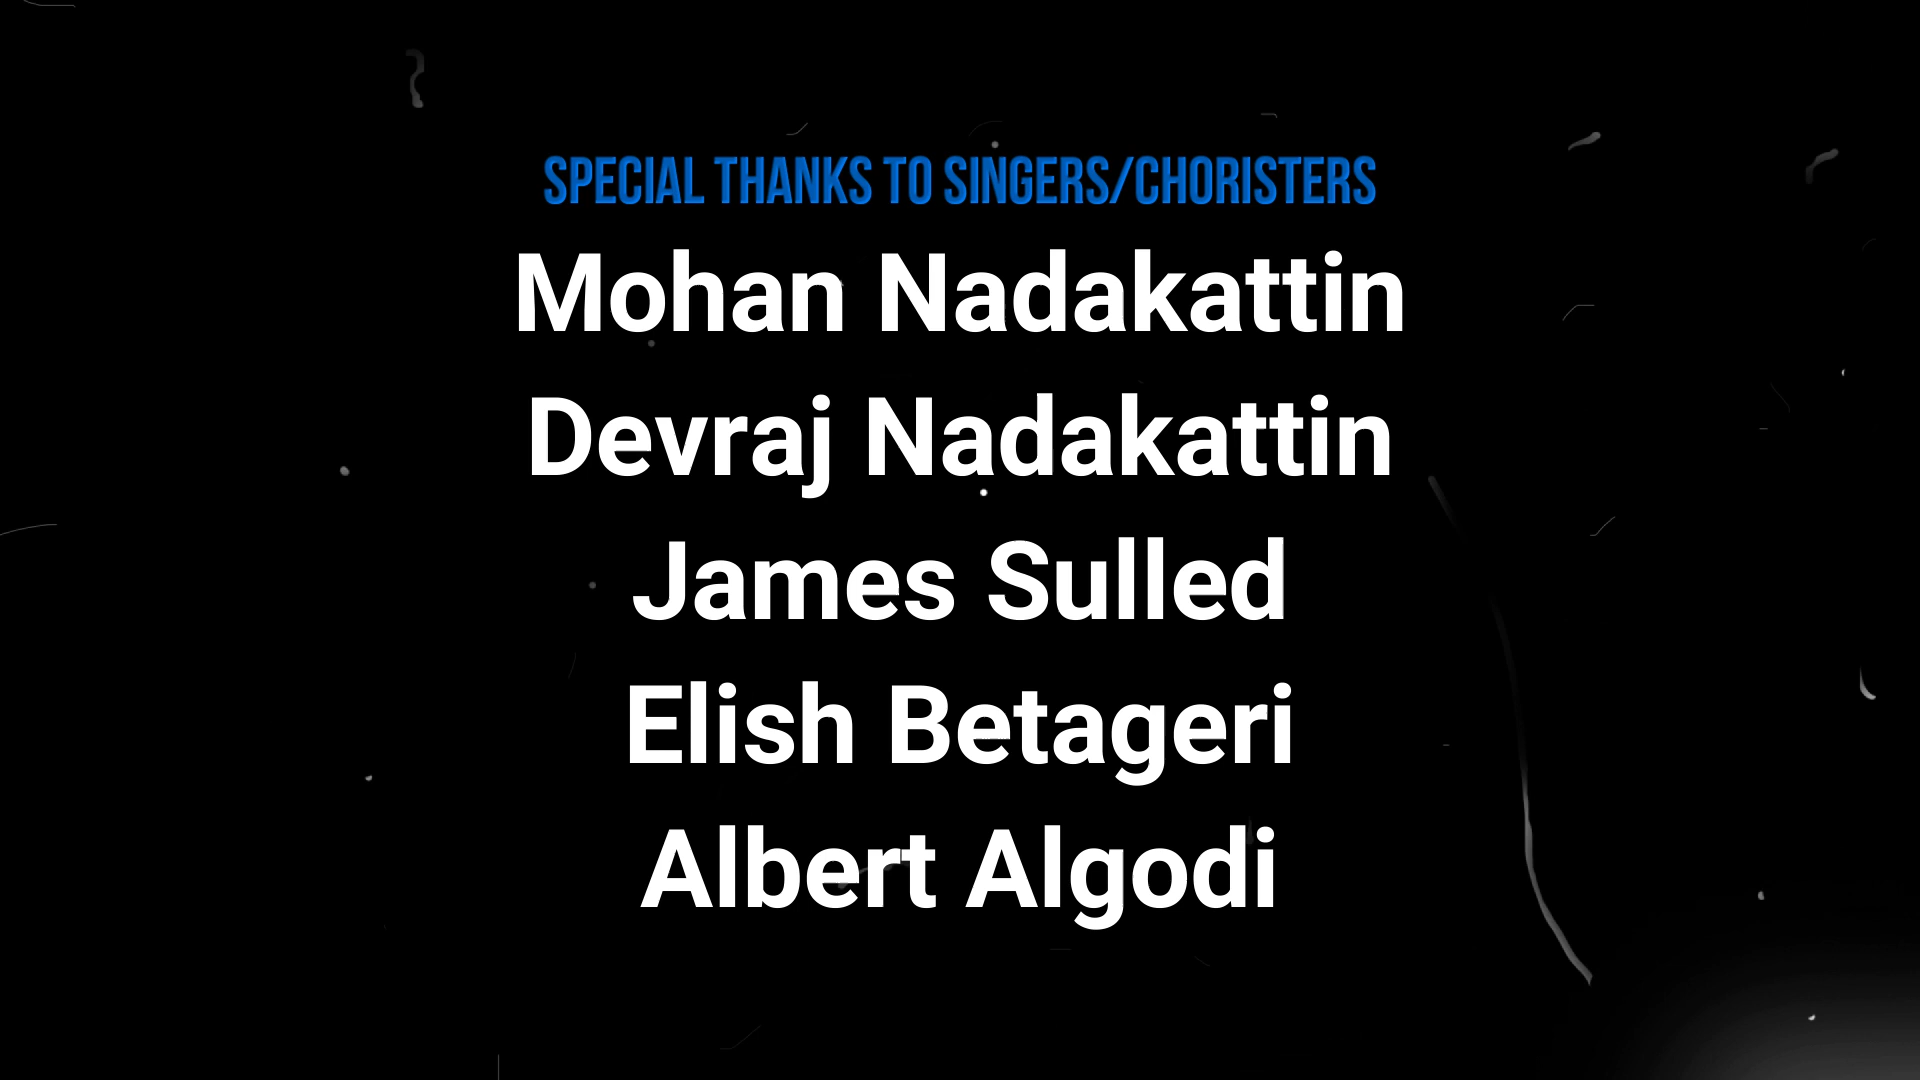 SPECIAL THANKS TO SINGERS/CHORISTERS
Mohan Nadakattin
Devraj Nadakattin
James Sulled
Elish Betageri
Albert Algodi